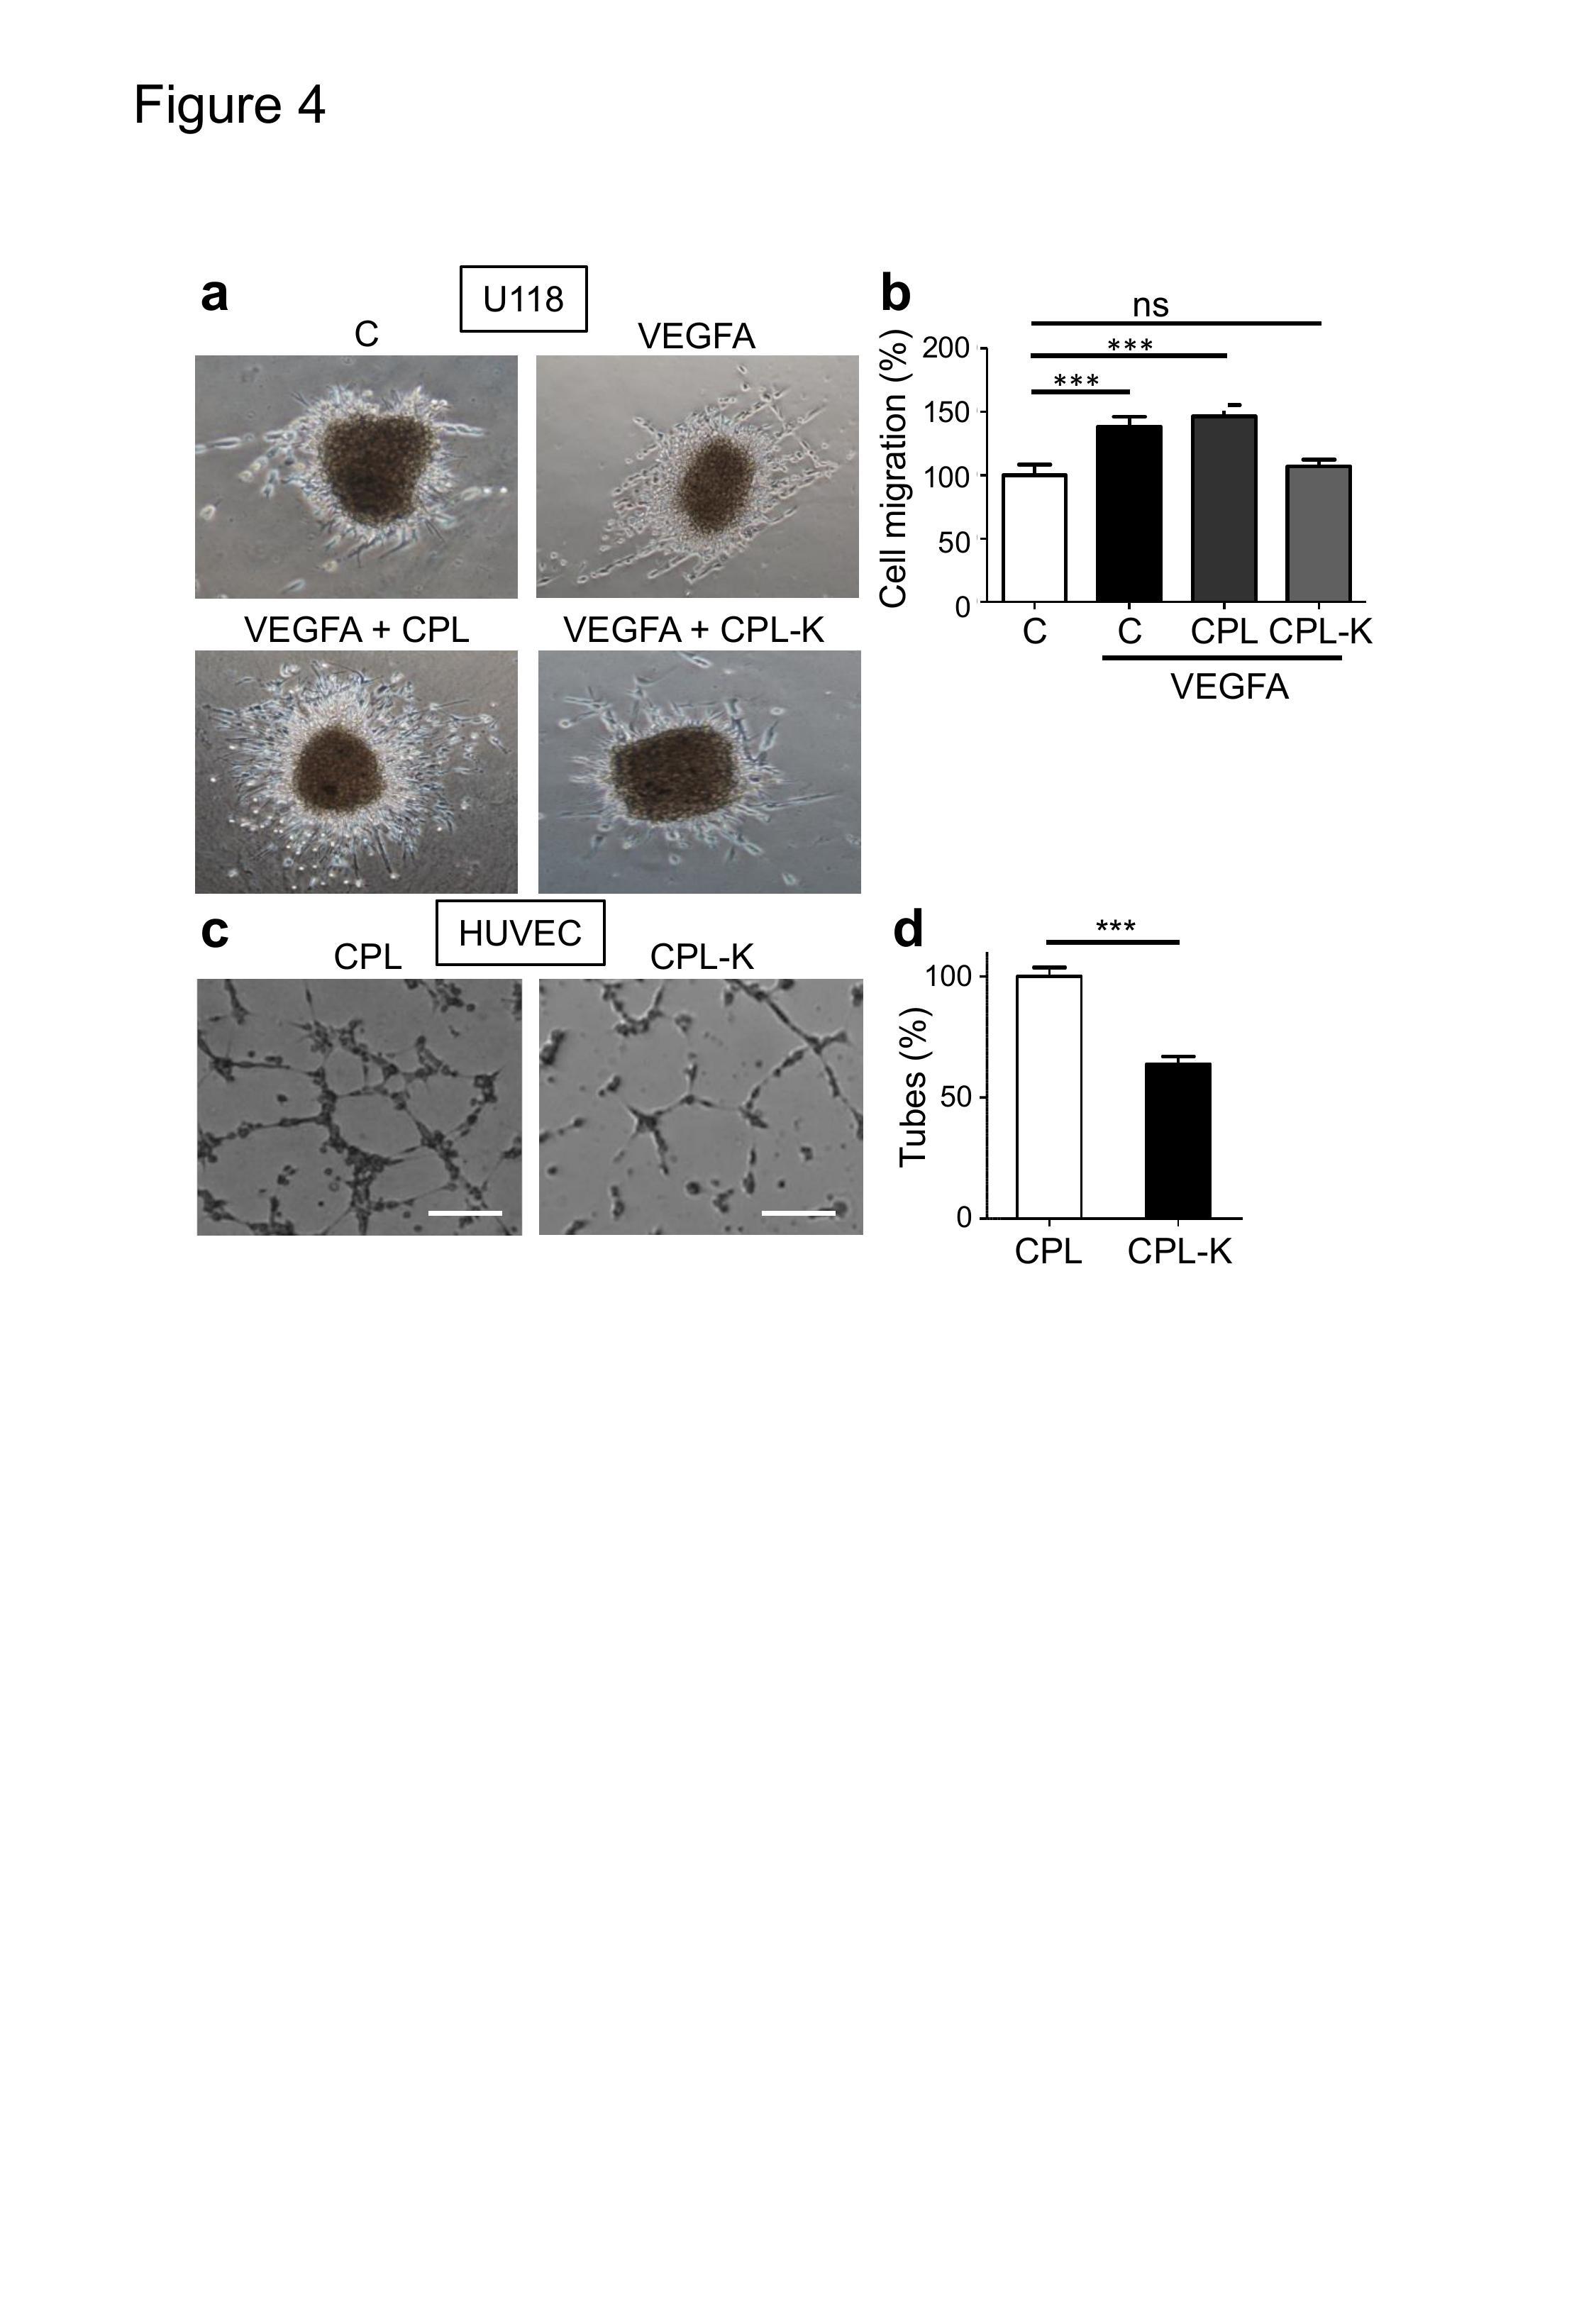 Figure 4
a
U118
C
VEGFA
VEGFA + CPL
VEGFA + CPL-K
b
ns
***
***
Cell migration (%)
200
150
100
50
0
C
C
CPL
CPL-K
VEGFA
c
HUVEC
CPL
CPL-K
d
***
Tubes (%)
100
50
0
CPL
CPL-K